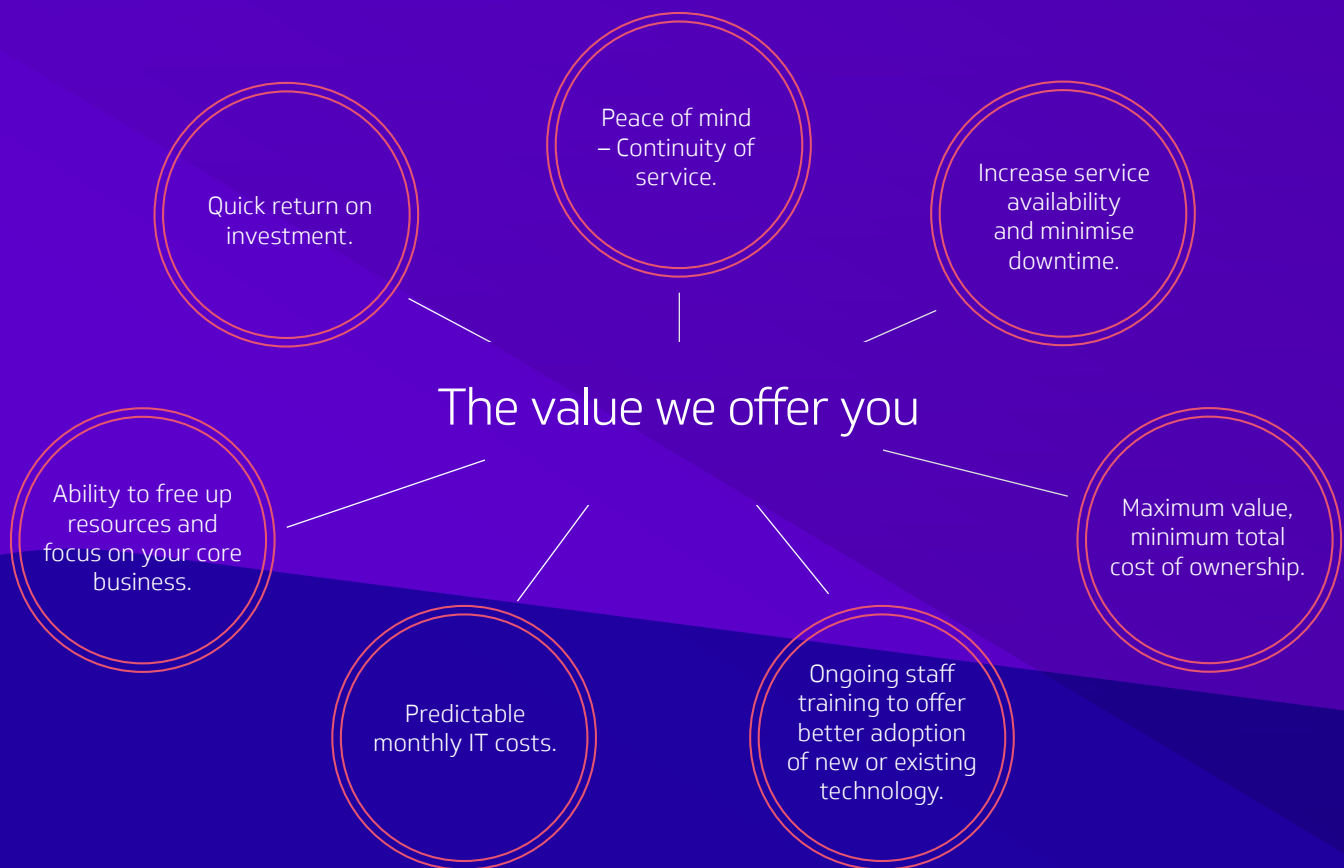 Peace of mind
– Continuity of
service.
Quick return on
investment.
Increase service
availability
and minimise
downtime.
The value we offer you
Ability to free up
resources and
focus on your core
business.
Maximum value,
minimum total
cost of ownership.
Predictable
monthly IT costs.
Ongoing staff
training to offer
better adoption
of new or existing
technology.